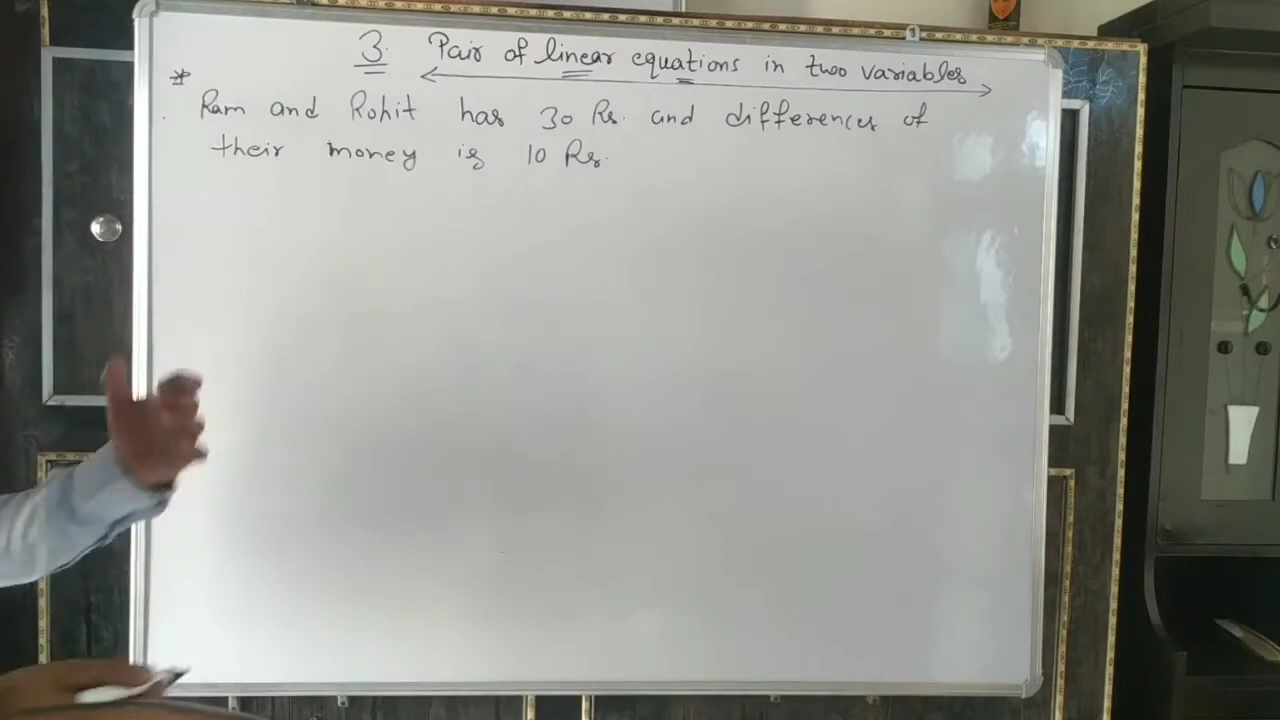 3. Pair of linear equations in two variables
* Ram and Rohit has 30 Rs. and differences of
their money is 10 Rs.